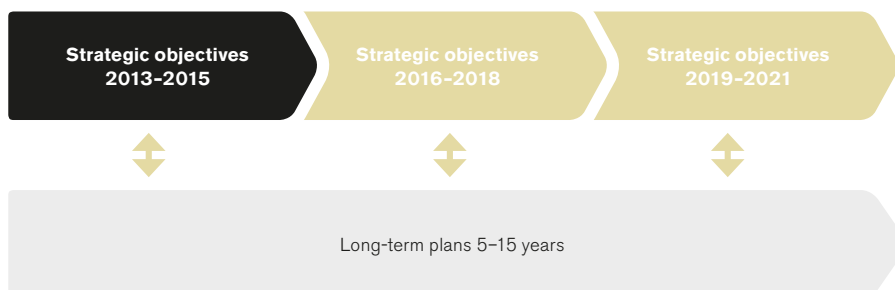 Strategic objectives
2013–2015
Strategic objectives
2016–2018
Strategic objectives
2019–2021
Long-term plans 5–15 years